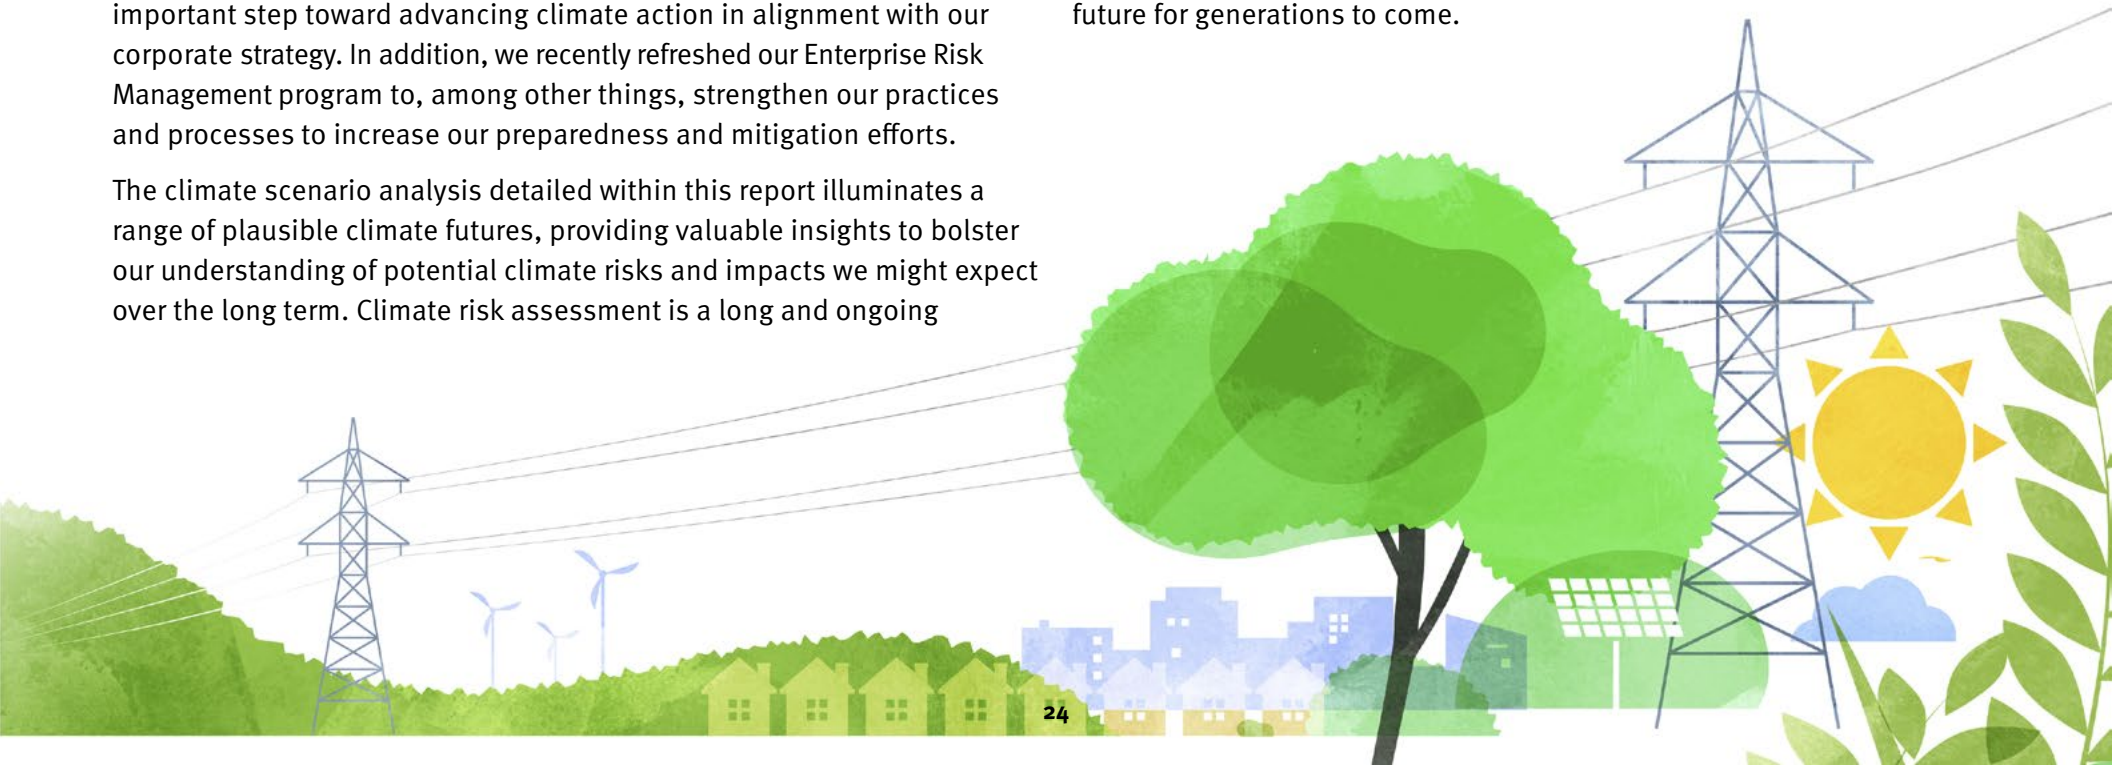 important step toward advancing climate action in alignment with our
corporate strategy. In addition, we recently refreshed our Enterprise Risk
Management program to, among other things, strengthen our practices
and processes to increase our preparedness and mitigation efforts.
The climate scenario analysis detailed within this report illuminates a
range of plausible climate futures, providing valuable insights to bolster
our understanding of potential climate risks and impacts we might expect
over the long term. Climate risk assessment is a long and ongoing
future for generations to come.
24